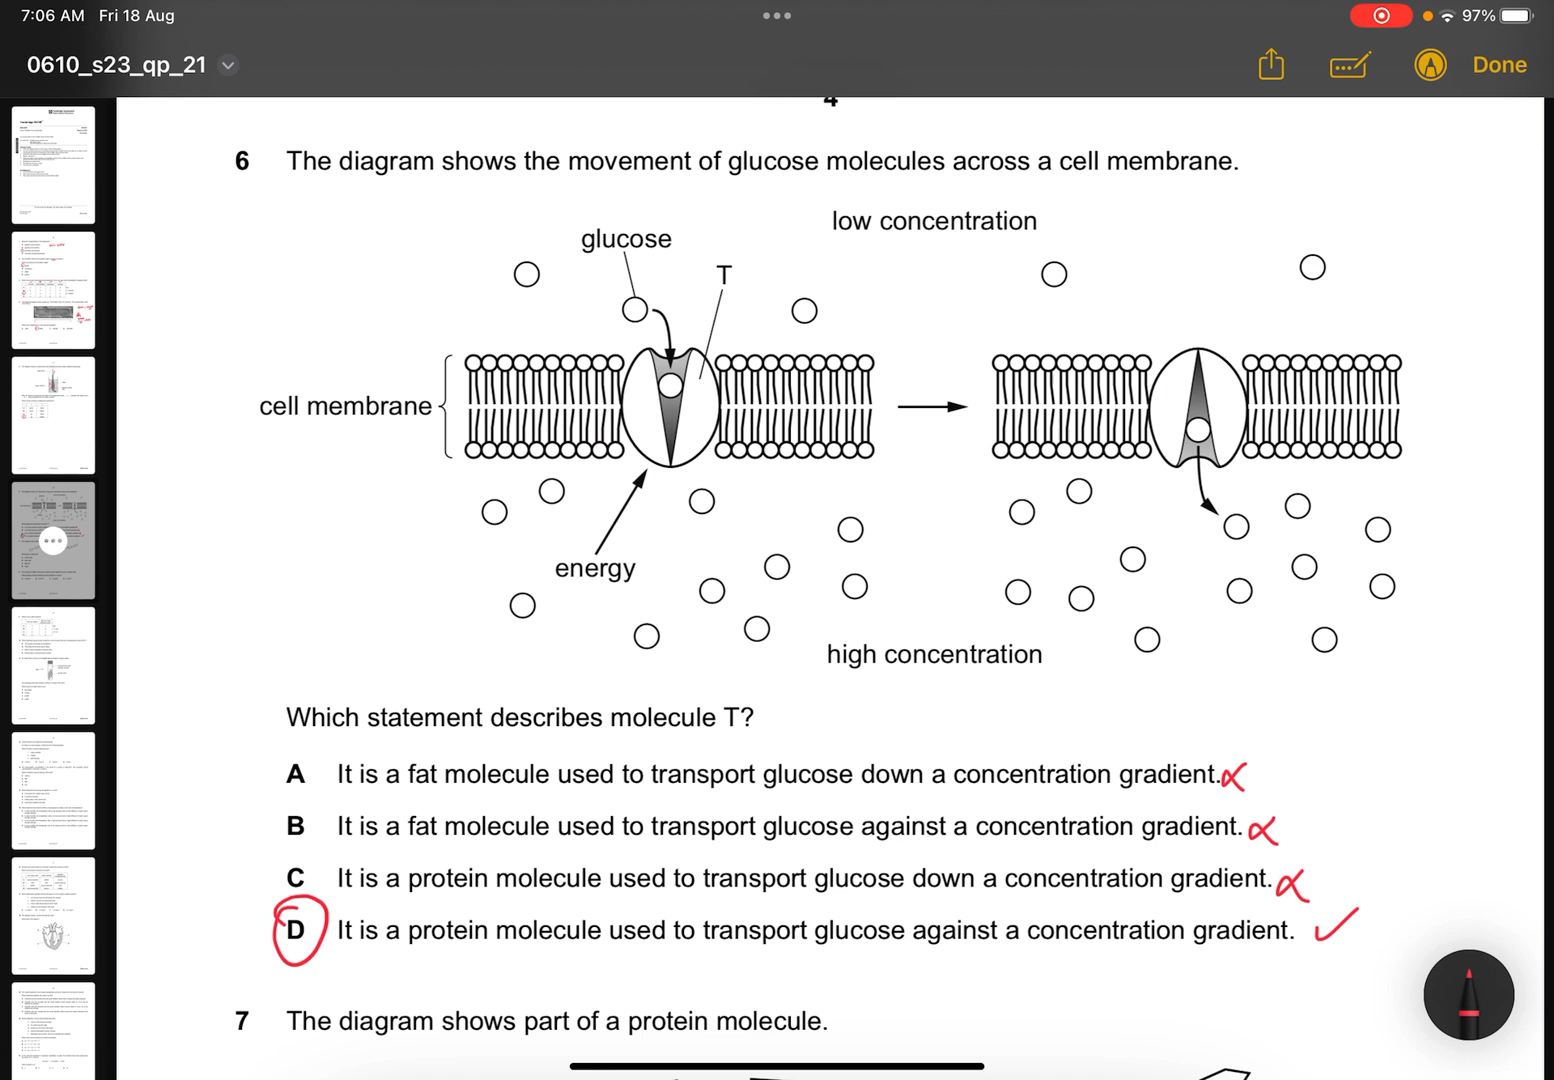 7:06 AM Fri 18 Aug
97%
0610_s23_qp_21
Done
4
6 The diagram shows the movement of glucose molecules across a cell membrane.
low concentration
glucose
T
cell membrane
energy
high concentration
Which statement describes molecule T?
A It is a fat molecule used to transport glucose down a concentration gradient.
B It is a fat molecule used to transport glucose against a concentration gradient.
C It is a protein molecule used to transport glucose down a concentration gradient.
D It is a protein molecule used to transport glucose against a concentration gradient.
7 The diagram shows part of a protein molecule.